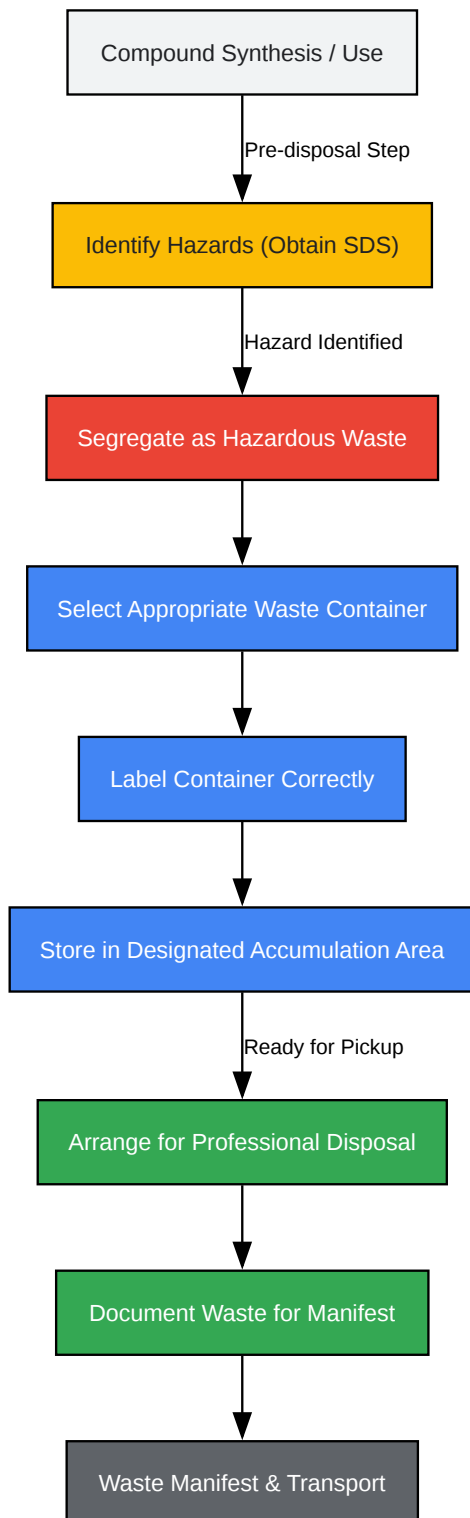 Compound Synthesis / Use
Pre-disposal Step
Identify Hazards (Obtain SDS)
Hazard Identified
Segregate as Hazardous Waste
Select Appropriate Waste Container
Label Container Correctly
Store in Designated Accumulation Area
Ready for Pickup
Arrange for Professional Disposal
Document Waste for Manifest
Waste Manifest & Transport